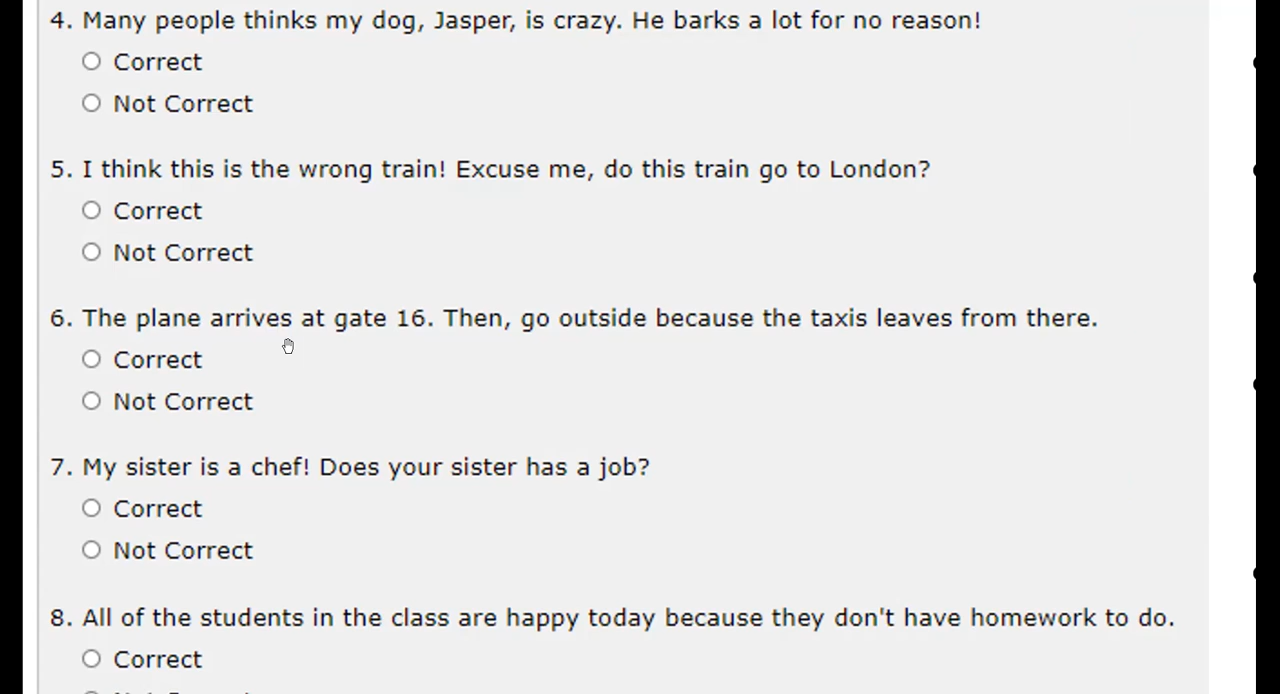 4. Many people thinks my dog, Jasper, is crazy. He barks a lot for no reason!
Correct
Not Correct
5. I think this is the wrong train! Excuse me, do this train go to London?
Correct
Not Correct
6. The plane arrives at gate 16. Then, go outside because the taxis leaves from there.
Correct
Not Correct
7. My sister is a chef! Does your sister has a job?
Correct
Not Correct
8. All of the students in the class are happy today because they don't have homework to do.
Correct